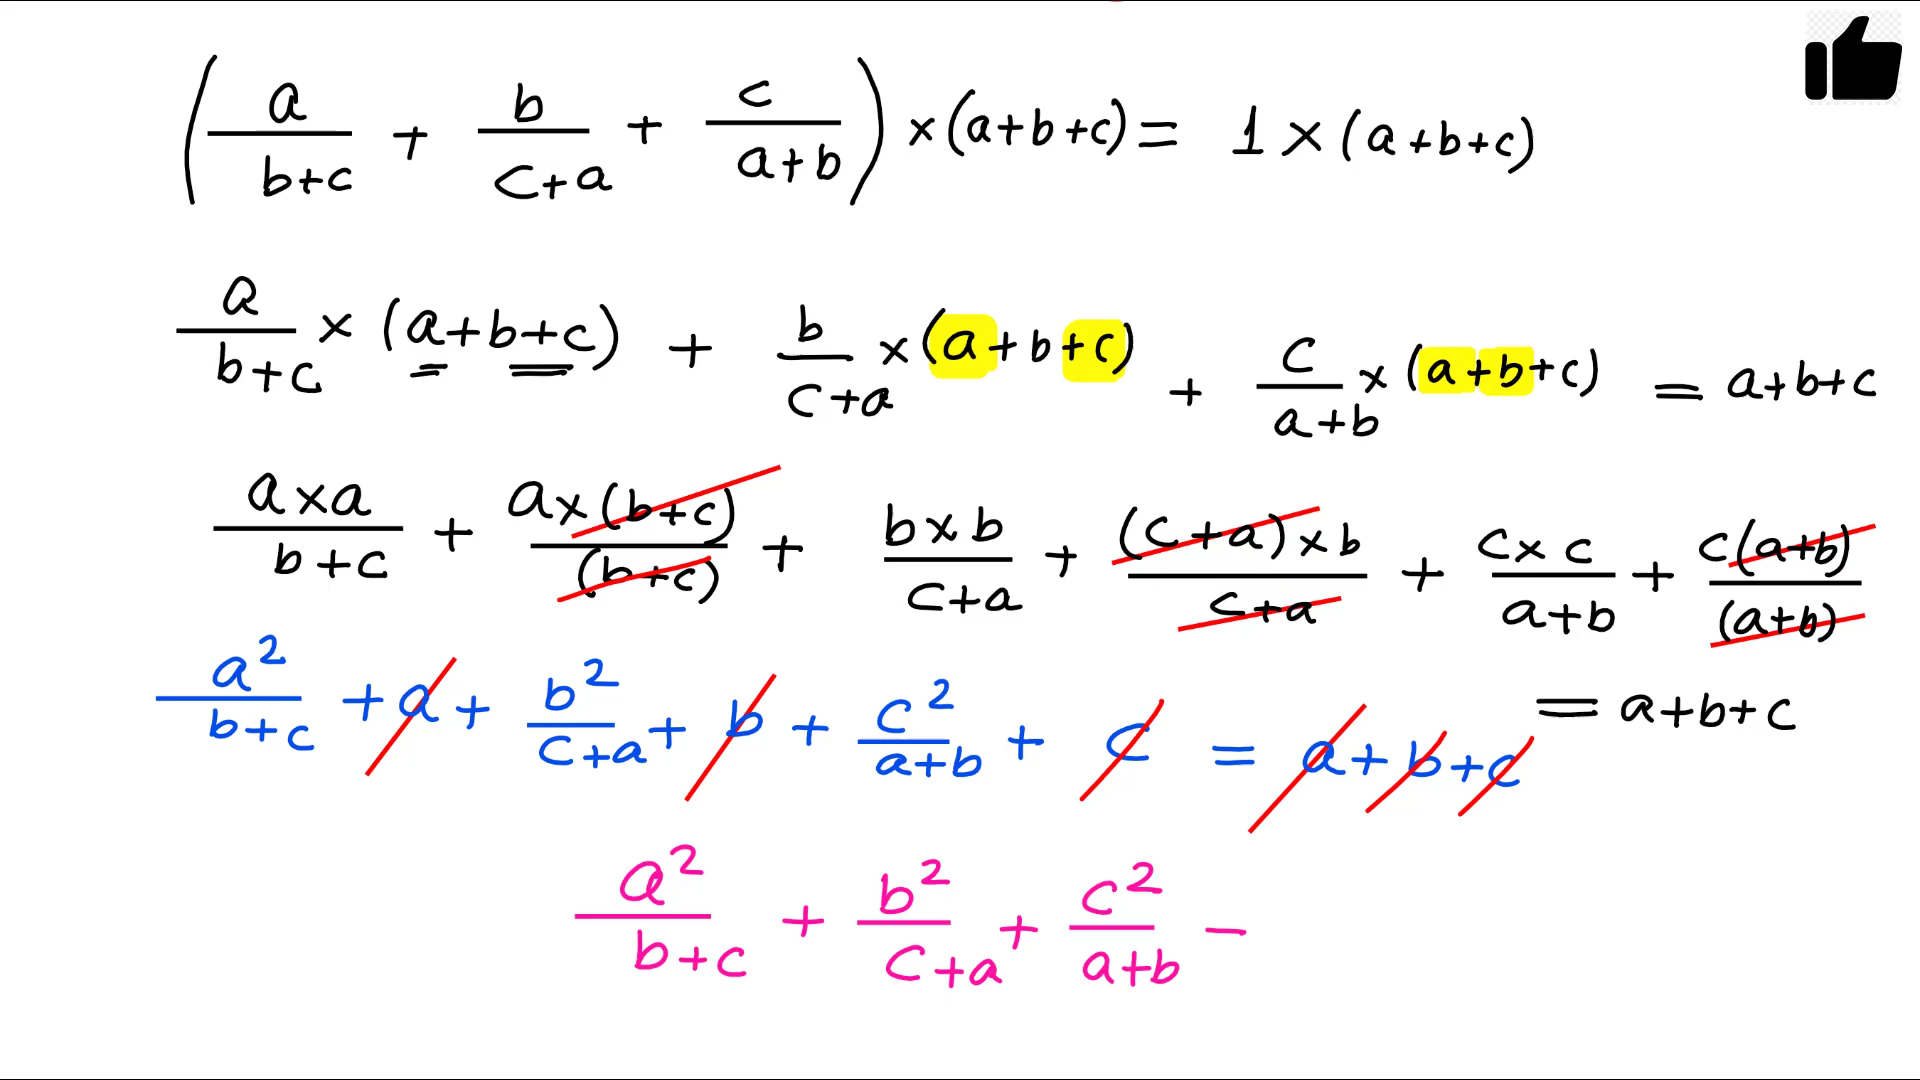 (a/(b+c) + b/(c+a) + c/(a+b)) × (a+b+c) = 1 × (a+b+c)
a/(b+c) × (a+b+c) + b/(c+a) × (a+b+c) + c/(a+b) × (a+b+c) = a+b+c
a×a/(b+c) + a×(b+c)/(b+c) + b×b/(c+a) + (c+a)×b/(c+a) + c×c/(a+b) + c(a+b)/(a+b)
= a+b+c
a²/(b+c) + a + b²/(c+a) + b + c²/(a+b) + c = a+b+c
a²/(b+c) + b²/(c+a) + c²/(a+b) −